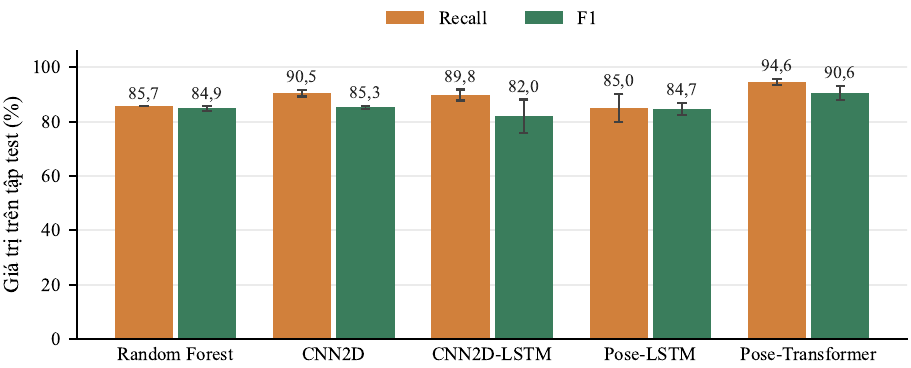 Recall F1
Giá trị trên tập test (%)
100
80
60
40
20
0
85,7 84,9 90,5 85,3 89,8 82,0 85,0 84,7 94,6 90,6
Random Forest CNN2D CNN2D-LSTM Pose-LSTM Pose-Transformer